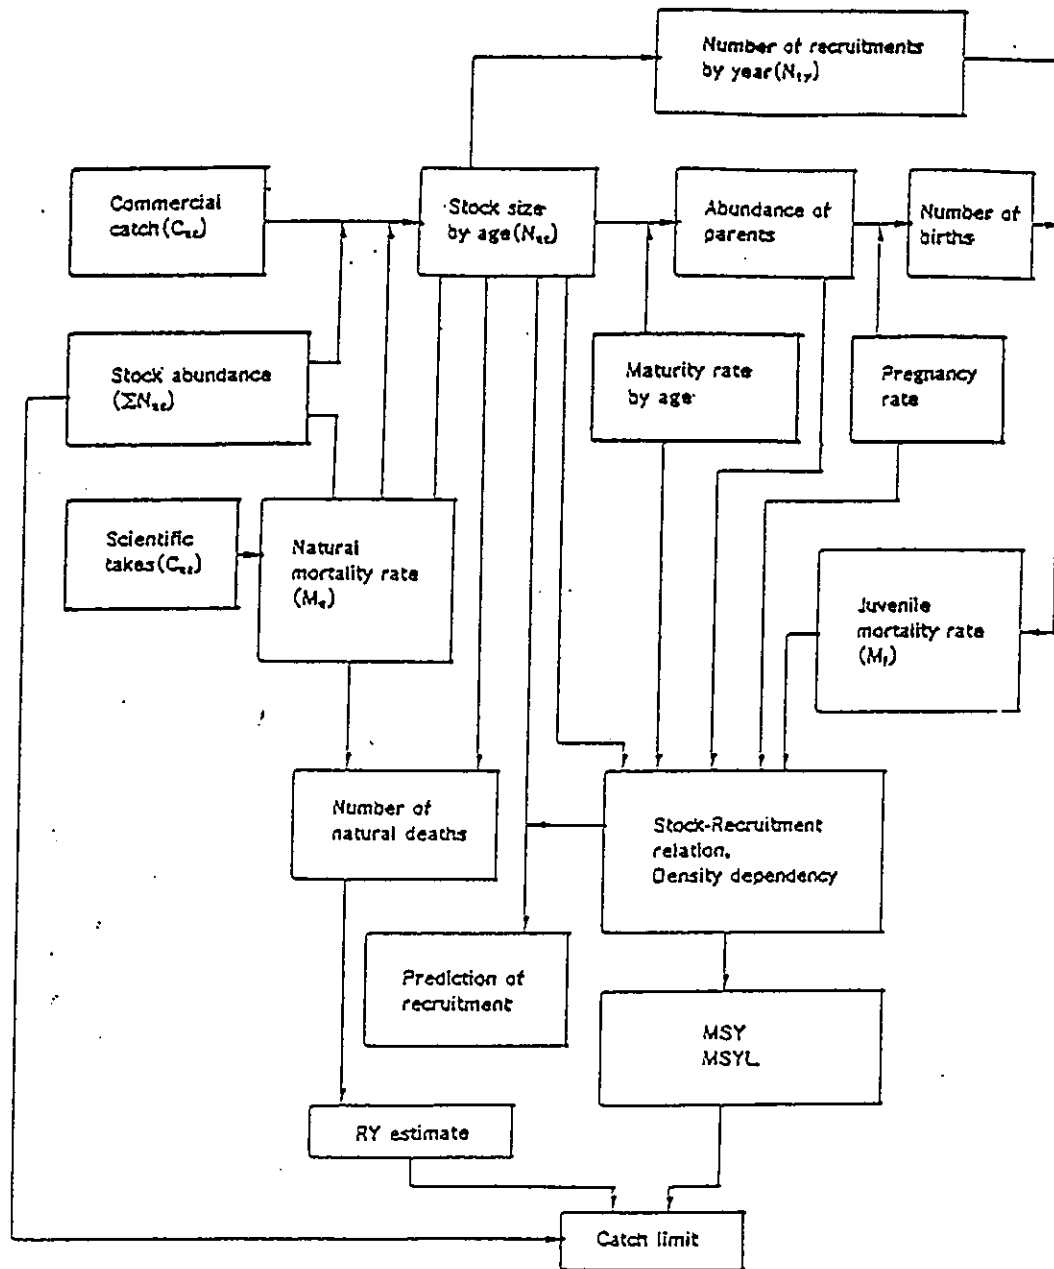 Number of recruitments
by year(N₁ᵧ)
Commercial
catch(Cₐₜ)
Stock size
by age(Nₐₜ)
Abundance of
parents
Number of
births
Stock abundance
(ΣNₐₜ)
Maturity rate
by age
Pregnancy
rate
Scientific
takes(Cₐₜ)
Natural
mortality rate
(Mₐ)
Juvenile
mortality rate
(Mⱼ)
Number of
natural deaths
Stock-Recruitment
relation.
Density dependency
Prediction of
recruitment
MSY
MSYL
RY estimate
Catch limit